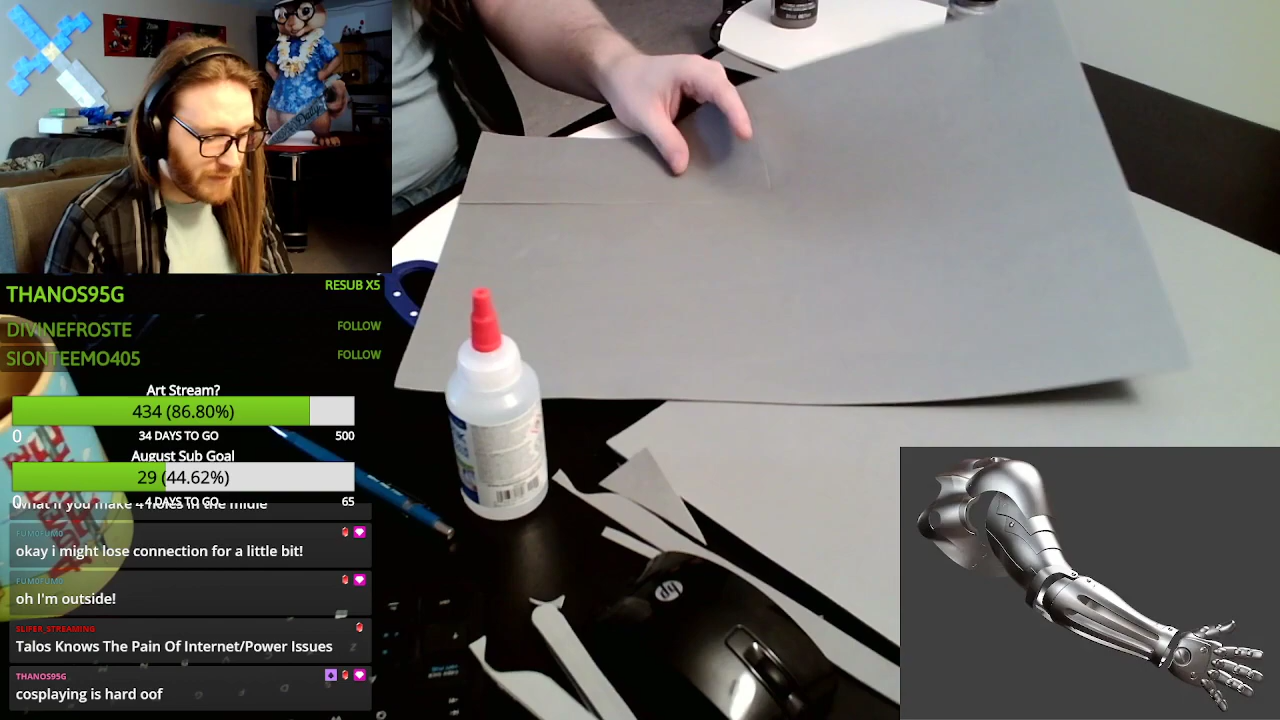 THANOS95G
RESUB X5
DIVINEFROSTE
FOLLOW
SIONTEEMO405
FOLLOW
Art Stream?
434 (86.80%)
0
34 DAYS TO GO
500
August Sub Goal
29 (44.62%)
0
4 DAYS TO GO
65
what if you make 4 holes in the midle
FUM0FUM0
okay i might lose connection for a little bit!
FUM0FUM0
oh I'm outside!
SLIFER_STREAMING
Talos Knows The Pain Of Internet/Power Issues
THANOS95G
cosplaying is hard oof
hp